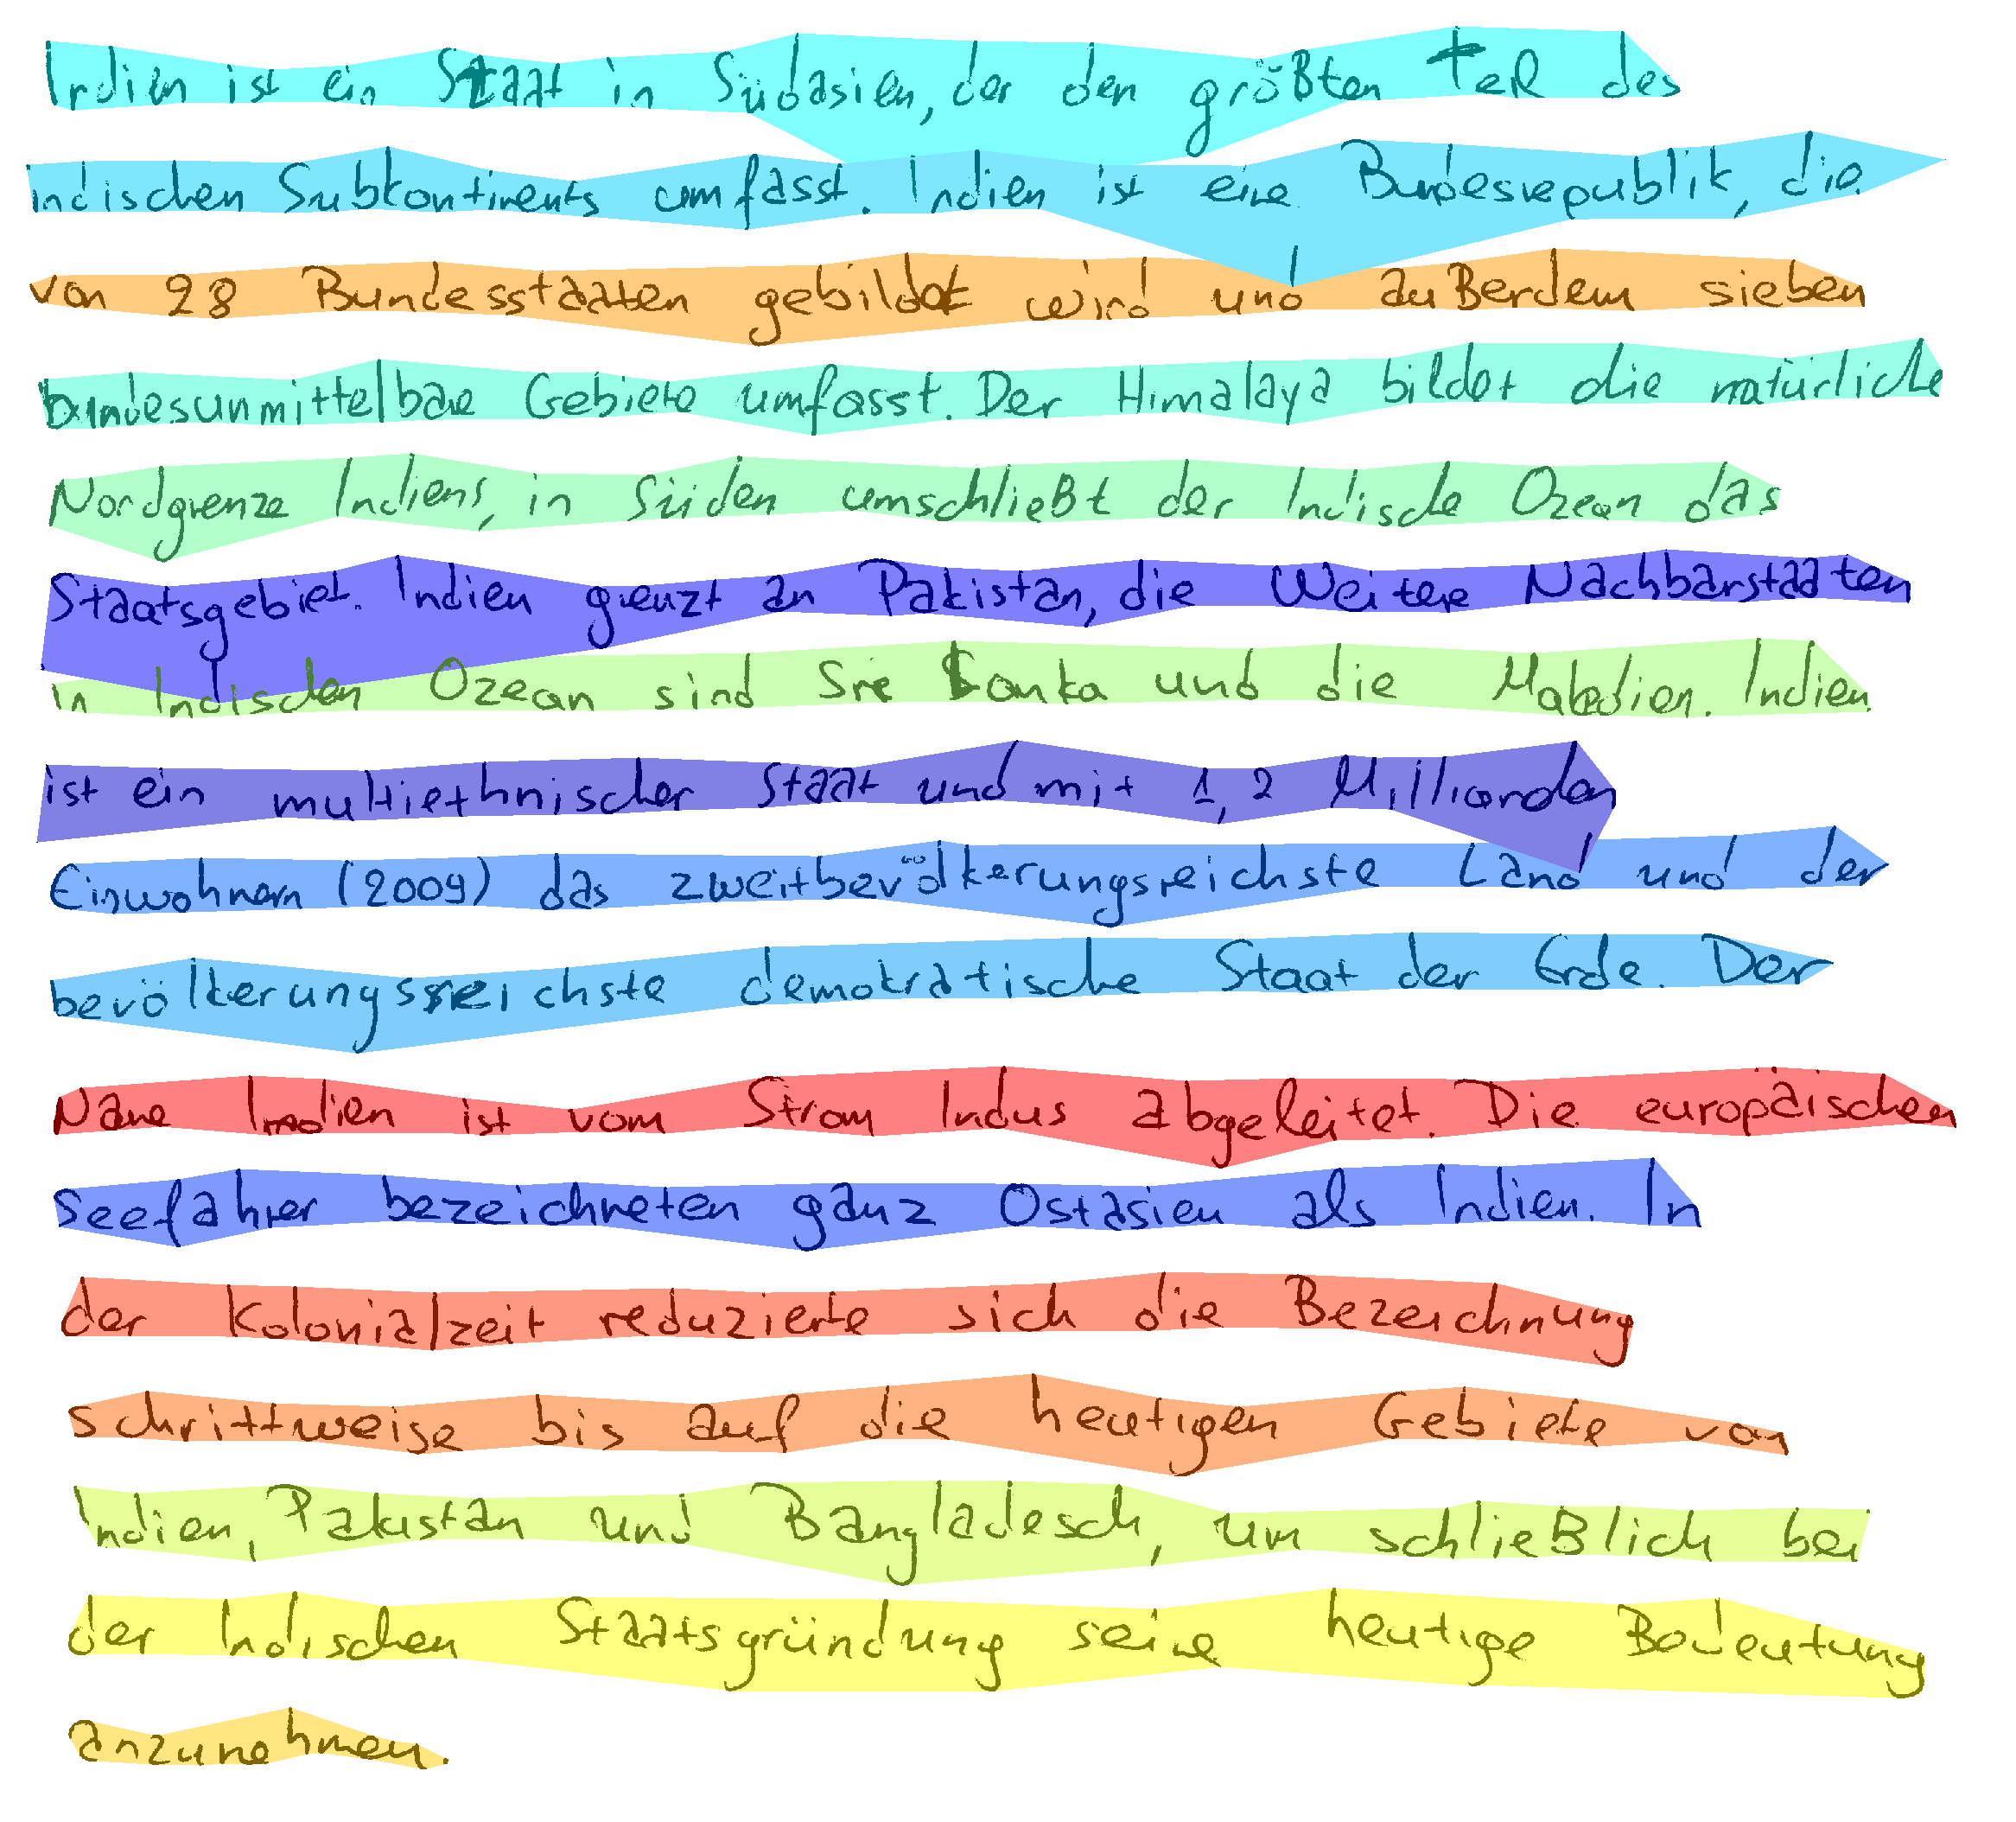 Indien ist ein Staat in Südasien, der den größten Teil des
indischen Subkontinents umfasst. Indien ist eine Bundesrepublik, die
von 28 Bundesstaaten gebildet wird und außerdem sieben
bundesunmittelbare Gebiete umfasst. Der Himalaya bildet die natürliche
Nordgrenze Indiens, in Süden umschließt der Indische Ozean das
Staatsgebiet. Indien grenzt an Pakistan, die Weitere Nachbarstaaten
in Indischen Ozean sind Srie Lanka und die Maledien. Indien
ist ein multiethnischer Staat und mit 1,2 Milliarden
Einwohnern (2009) das zweitbevölkerungsreichste Land und der
bevölkerungsreichste demokratische Staat der Erde. Der
Name Indien ist vom Strom Indus abgeleitet. Die europäischen
Seefahrer bezeichneten ganz Ostasien als Indien. In
der Kolonialzeit reduzierte sich die Bezeichnung
schrittweise bis auf die heutigen Gebiete von
Indien, Pakistan und Bangladesch, um schließlich bei
der Indischen Staatsgründung seine heutige Bedeutung
anzunehmen.